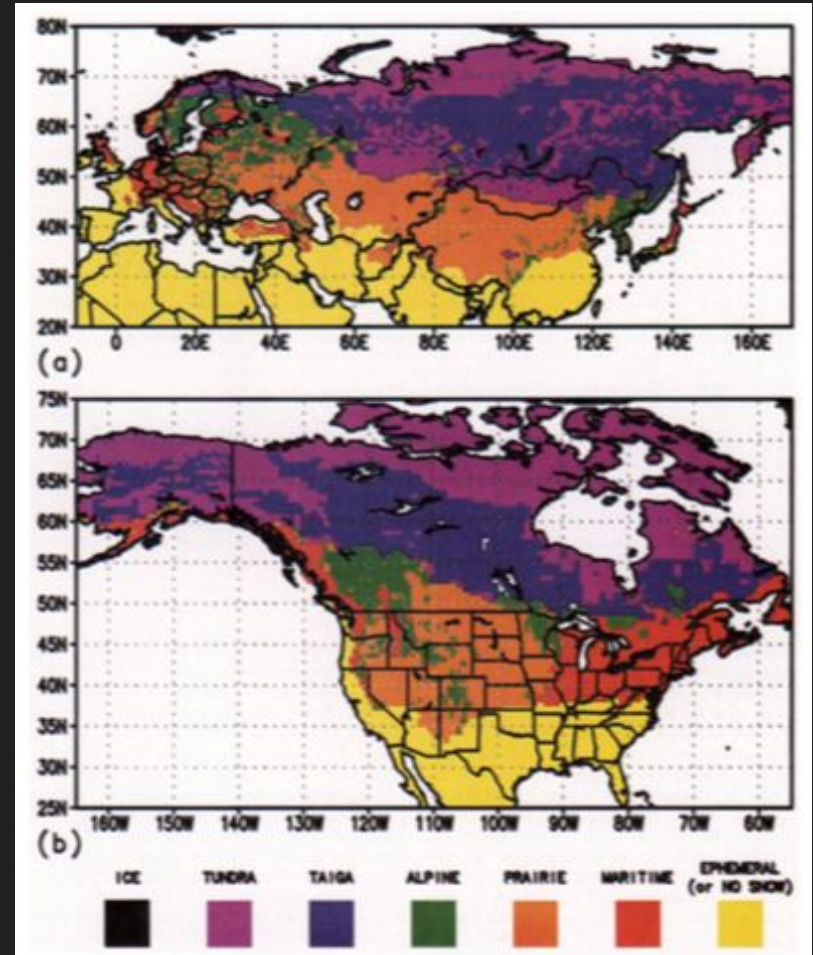 80N
70N
60N
50N
40N
30N
20N
0 20E 40E 60E 80E 100E 120E 140E 160E
(a)
75N
70N
65N
60N
55N
50N
45N
40N
35N
30N
25N
160W 150W 140W 130W 120W 110W 100W 90W 80W 70W 60W
(b)
ICE TUNDRA TAIGA ALPINE PRAIRIE MARITIME EPHEMERAL
(or NO SNOW)